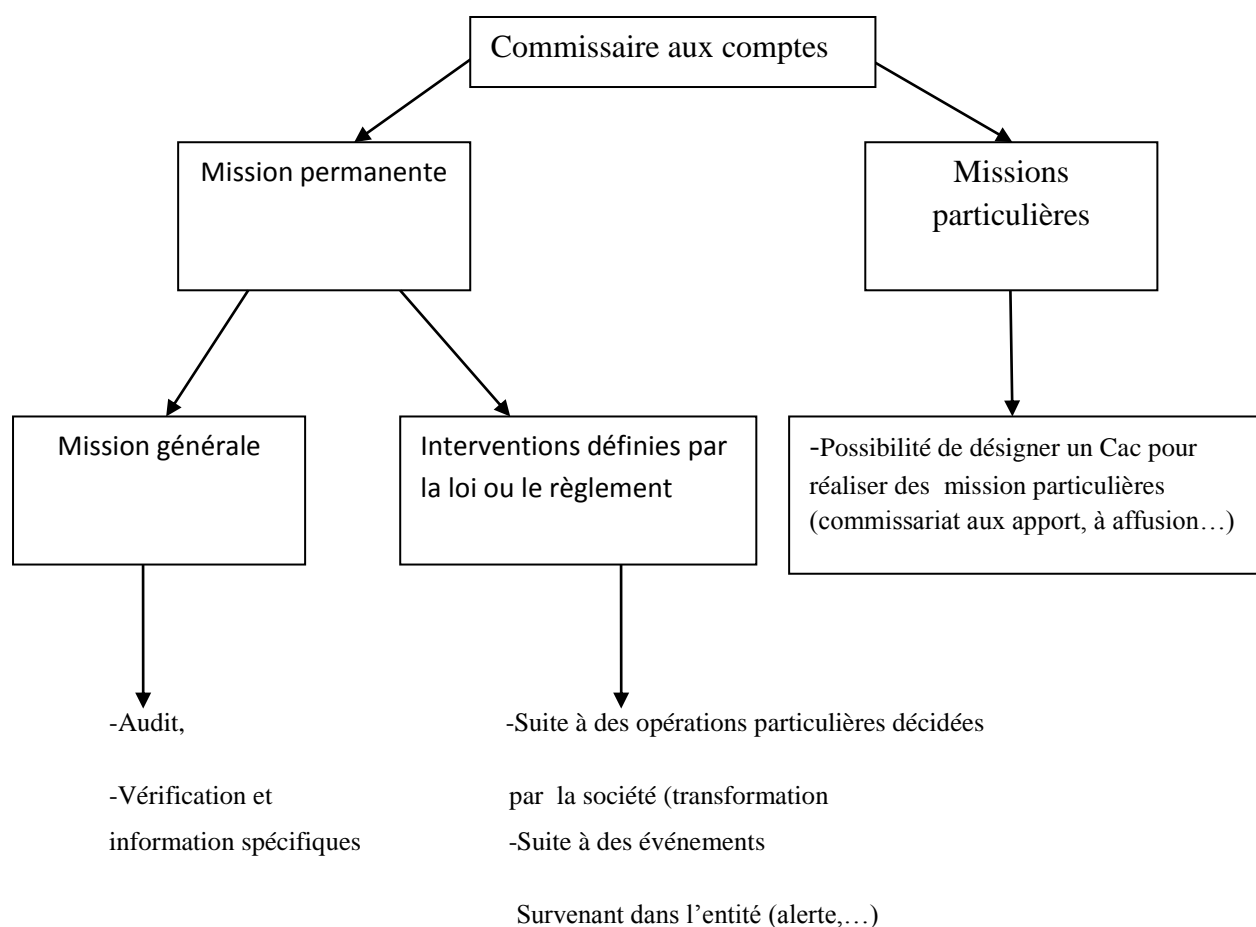 Commissaire aux comptes
Mission permanente
Missions
particulières
Mission générale
Interventions définies par
la loi ou le règlement
-Possibilité de désigner un Cac pour
réaliser des mission particulières
(commissariat aux apport, à affusion…)
-Audit,
-Vérification et
information spécifiques
-Suite à des opérations particulières décidées
par la société (transformation
-Suite à des événements
Survenant dans l’entité (alerte,…)